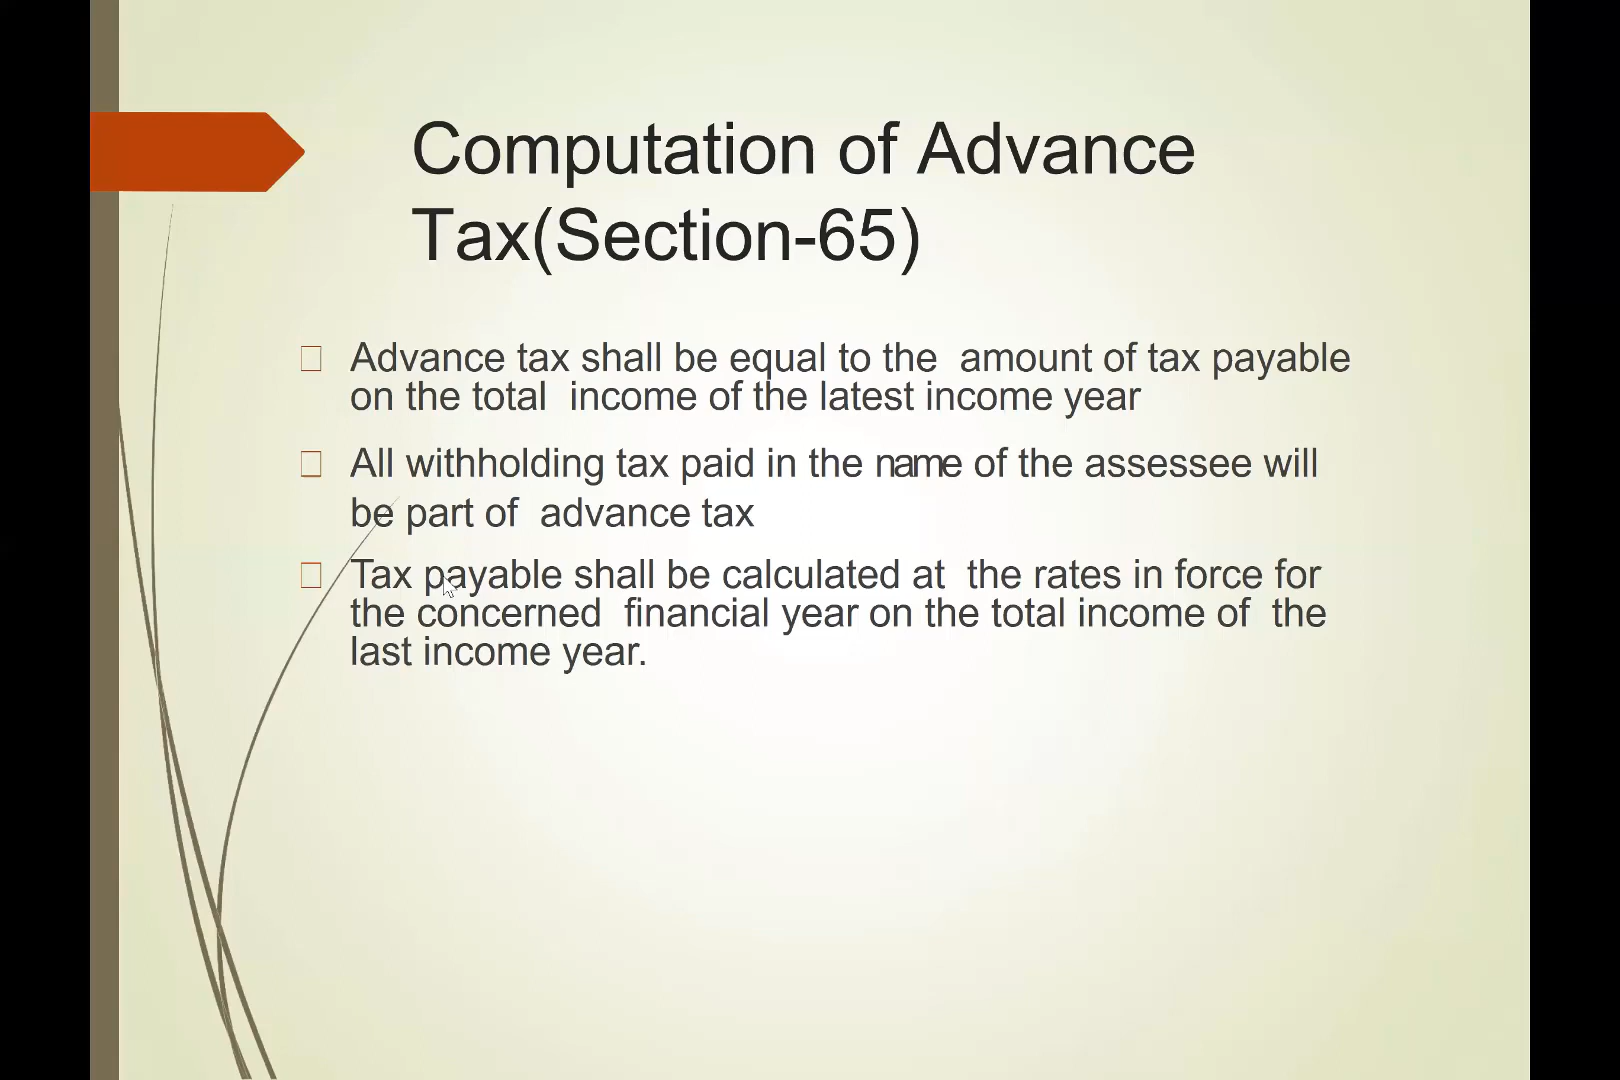 Computation of Advance
Tax(Section-65)
Advance tax shall be equal to the amount of tax payable
on the total income of the latest income year
All withholding tax paid in the name of the assessee will
be part of advance tax
Tax payable shall be calculated at the rates in force for
the concerned financial year on the total income of the
last income year.